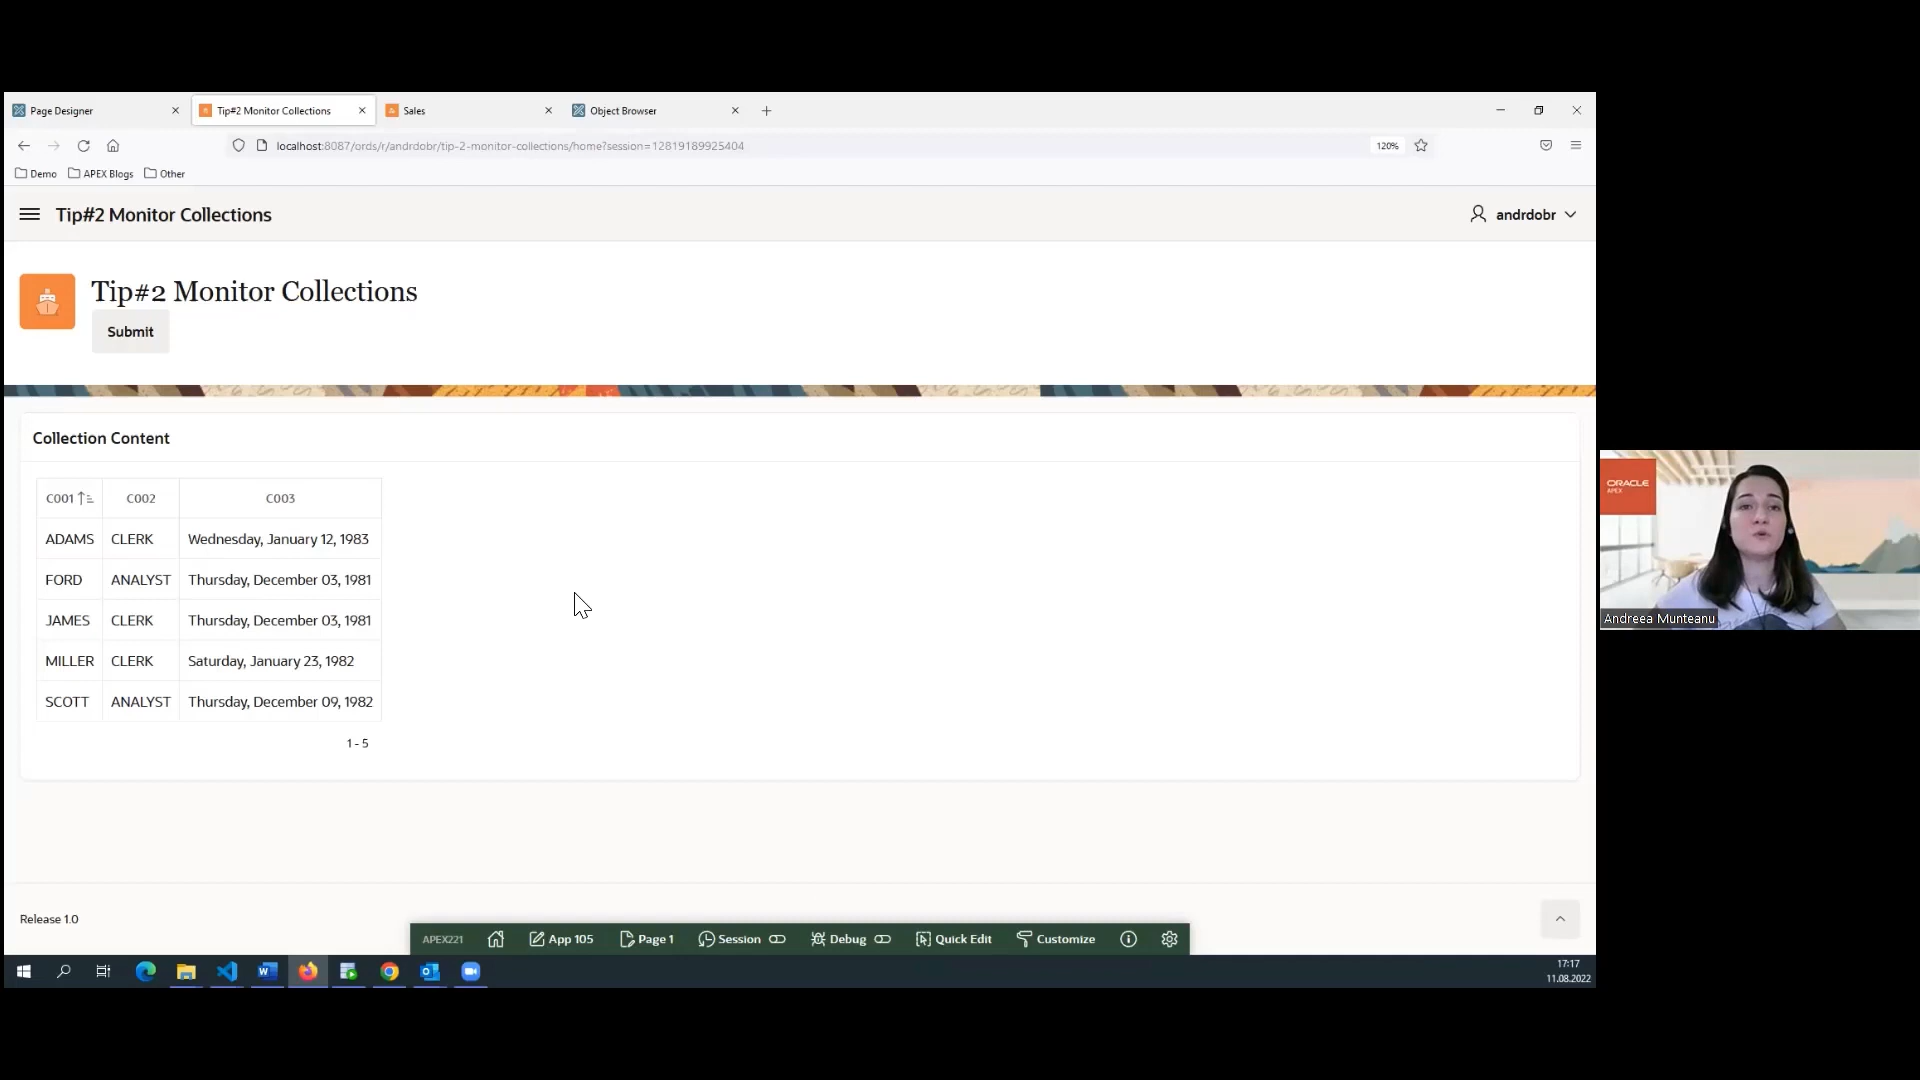 Page Designer
Tip#2 Monitor Collections
Sales
Object Browser
localhost:8087/ords/r/andrdobr/tip-2-monitor-collections/home?session=12819189925404
120%
Demo
APEX Blogs
Other
Tip#2 Monitor Collections
andrdobr
Tip#2 Monitor Collections
Submit
Collection Content
C001 C002 C003
ADAMS CLERK Wednesday, January 12, 1983
FORD ANALYST Thursday, December 03, 1981
JAMES CLERK Thursday, December 03, 1981
MILLER CLERK Saturday, January 23, 1982
SCOTT ANALYST Thursday, December 09, 1982
1 - 5
ORACLE
APEX
Andreea Munteanu
Release 1.0
APEX221 App 105 Page 1 Session Debug Quick Edit Customize
17:17
11.08.2022